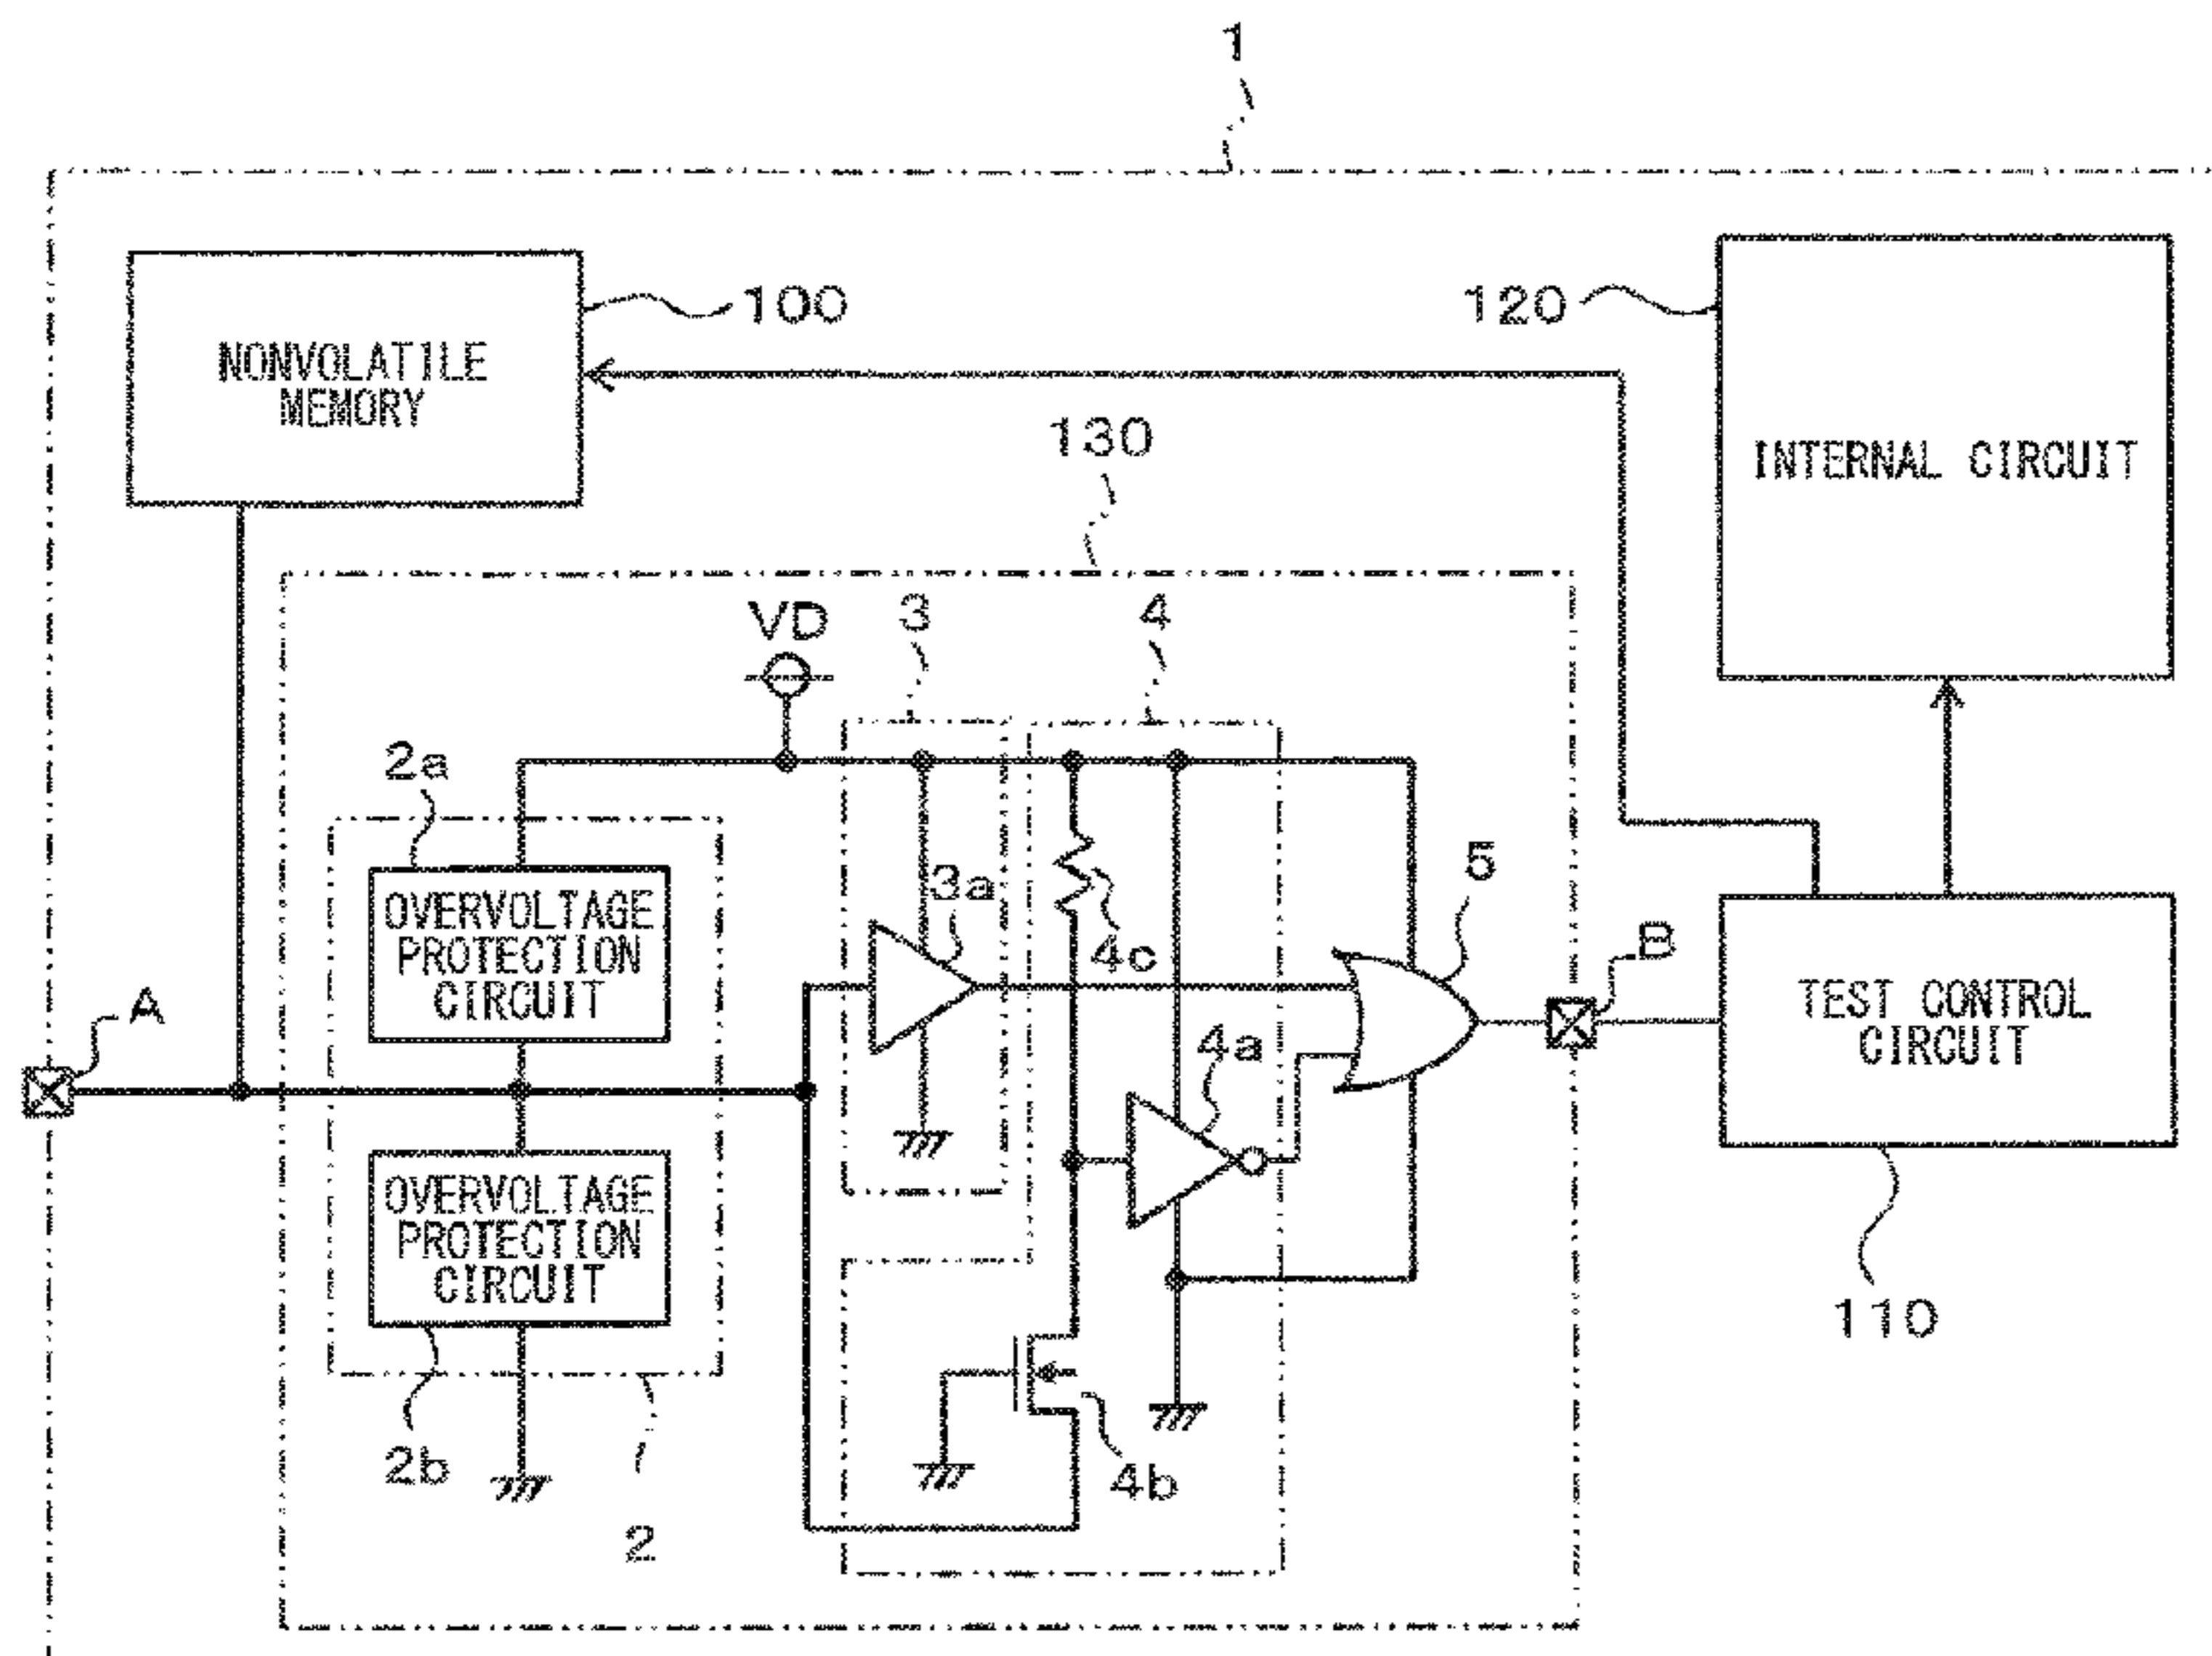 1
NONVOLATILE
MEMORY
100
120
INTERNAL CIRCUIT
130
VD
3
4
2a
OVERVOLTAGE
PROTECTION
CIRCUIT
3a
4c
5
B
A
TEST CONTROL
CIRCUIT
4a
OVERVOLTAGE
PROTECTION
CIRCUIT
110
2b
4b
2